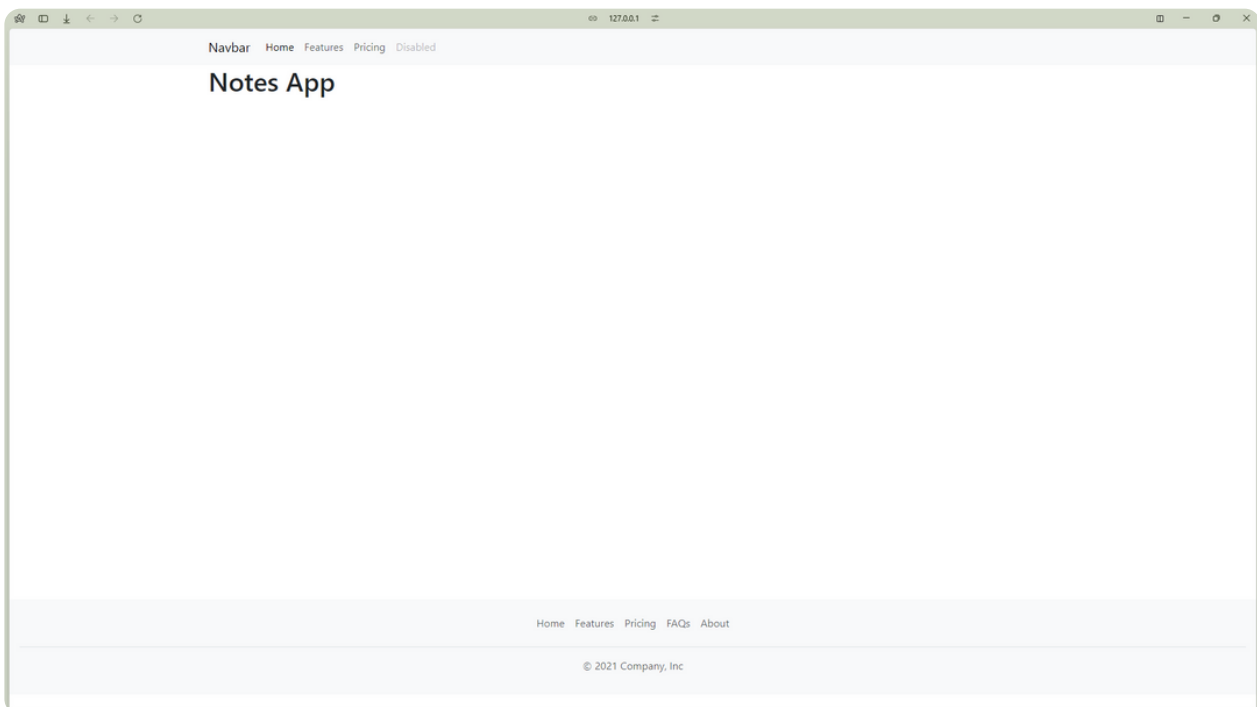 127.0.0.1
Navbar Home Features Pricing Disabled
Notes App
Home Features Pricing FAQs About
© 2021 Company, Inc